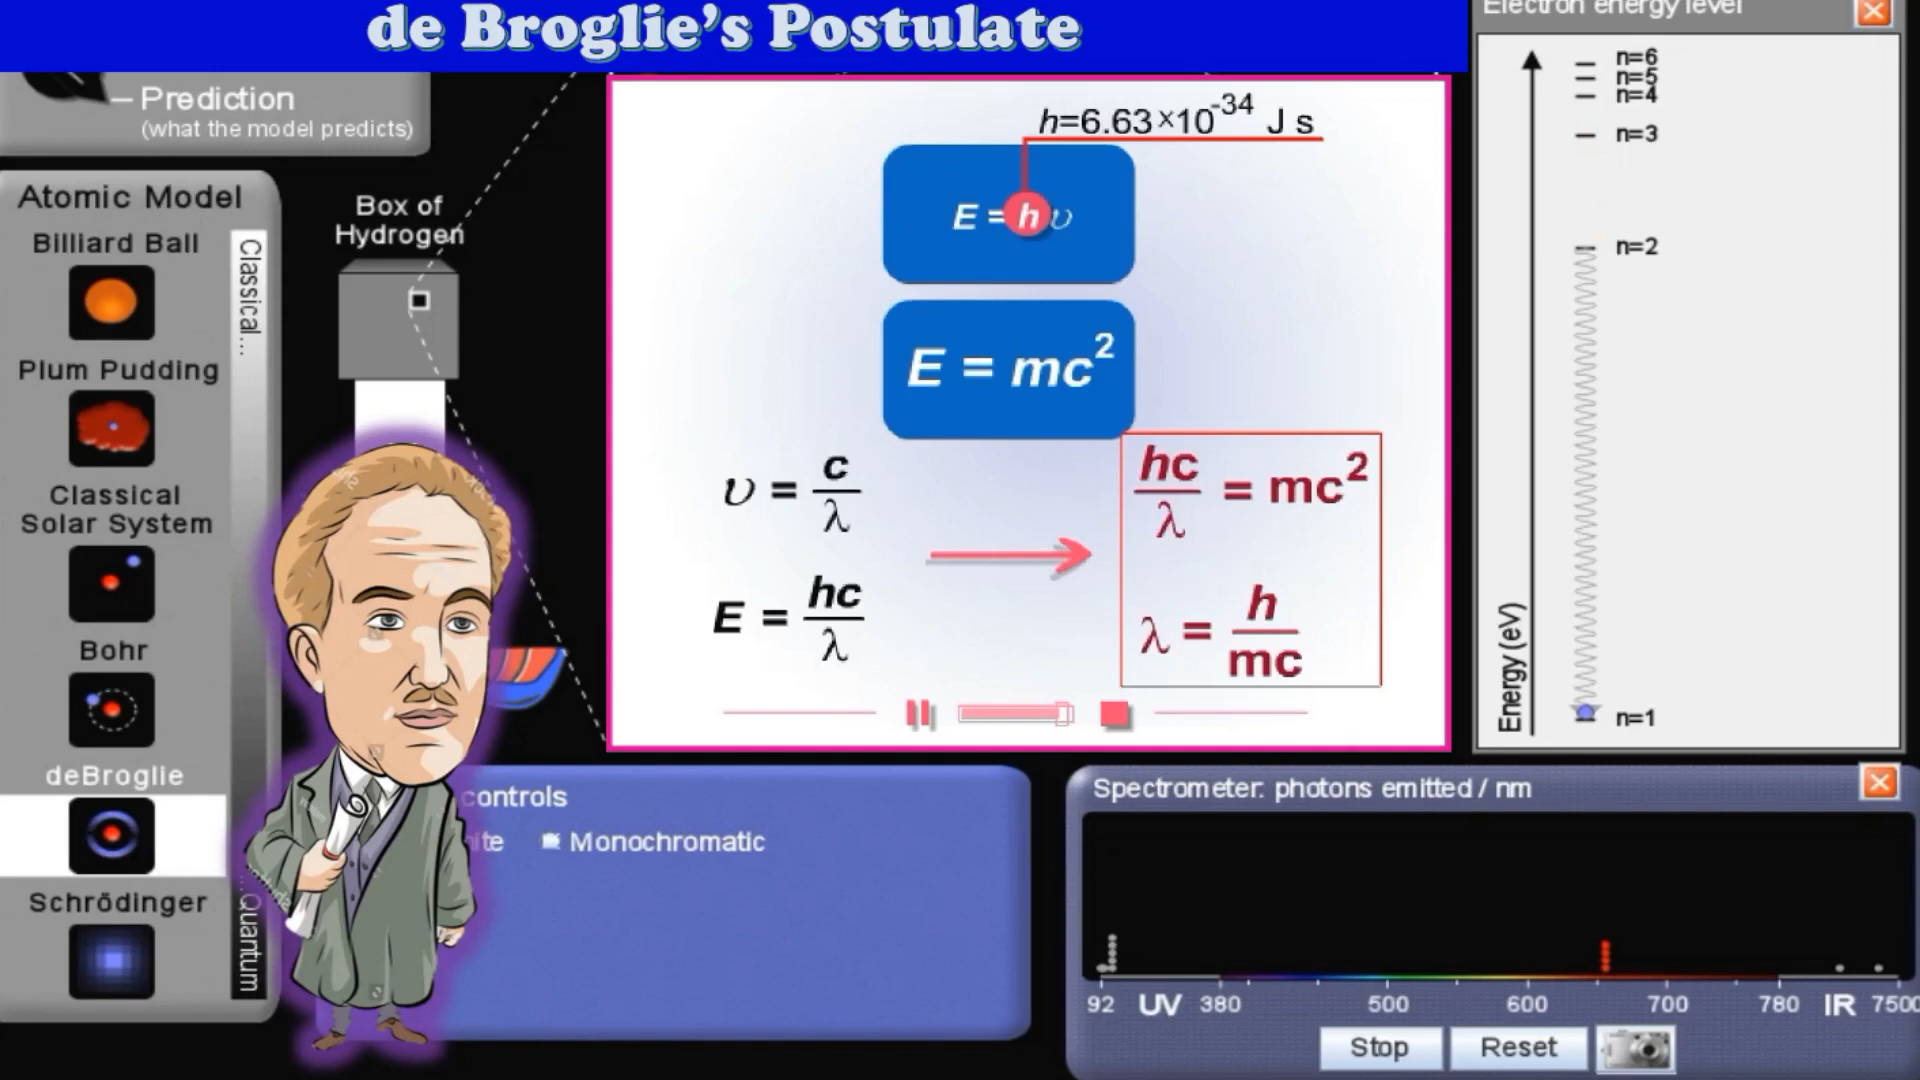 de Broglie's Postulate
Electron energy level
Prediction
(what the model predicts)
Atomic Model
Billiard Ball
Plum Pudding
Classical
Solar System
Bohr
deBroglie
Schrödinger
Classical...
...Quantum
Box of
Hydrogen
h=6.63×10⁻³⁴ J s
E = hυ
E = mc²
υ = c/λ
E = hc/λ
hc/λ = mc²
λ = h/mc
n=6
n=5
n=4
n=3
n=2
n=1
Energy (eV)
controls
Monochromatic
Spectrometer: photons emitted / nm
92 UV 380 500 600 700 780 IR 7500
Stop Reset